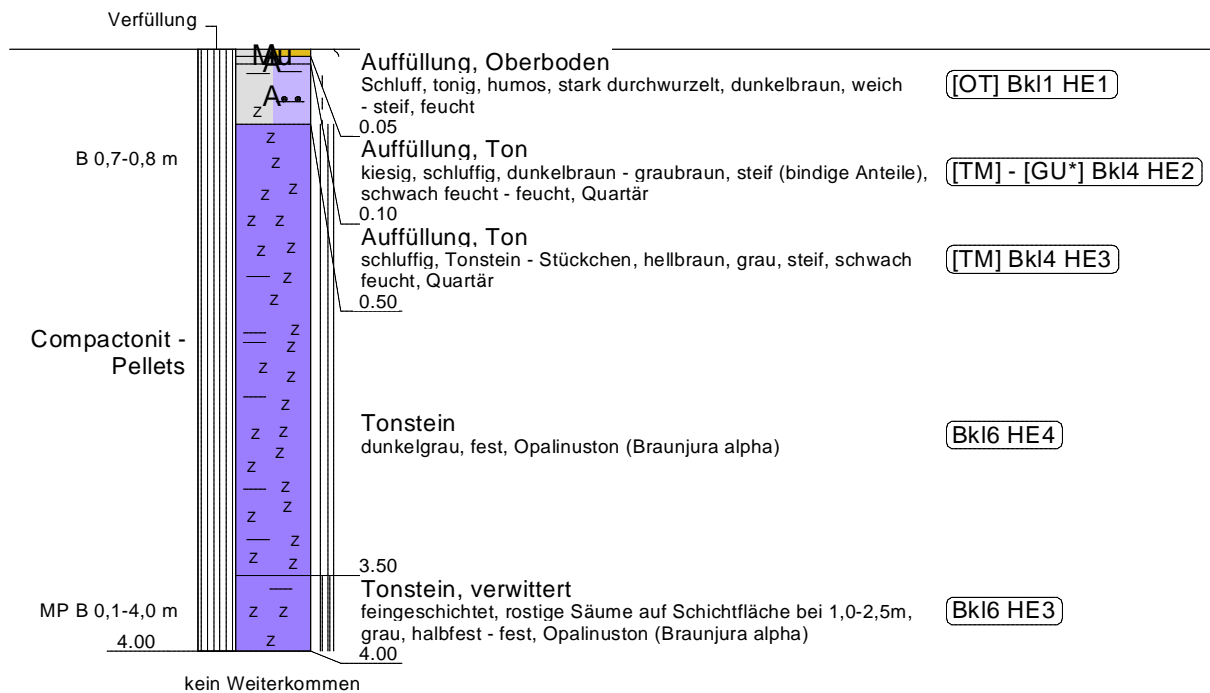 Verfüllung
Mu
A
A
Auffüllung, Oberboden
Schluff, tonig, humos, stark durchwurzelt, dunkelbraun, weich
- steif, feucht
0.05
[OT] Bkl1 HE1
B 0,7-0,8 m
Auffüllung, Ton
kiesig, schluffig, dunkelbraun - graubraun, steif (bindige Anteile),
schwach feucht - feucht, Quartär
0.10
[TM] - [GU*] Bkl4 HE2
Auffüllung, Ton
schluffig, Tonstein - Stückchen, hellbraun, grau, steif, schwach
feucht, Quartär
0.50
[TM] Bkl4 HE3
Compactonit -
Pellets
Tonstein
dunkelgrau, fest, Opalinuston (Braunjura alpha)
3.50
Bkl6 HE4
MP B 0,1-4,0 m
4.00
Tonstein, verwittert
feingeschichtet, rostige Säume auf Schichtfläche bei 1,0-2,5m,
grau, halbfest - fest, Opalinuston (Braunjura alpha)
4.00
Bkl6 HE3
kein Weiterkommen